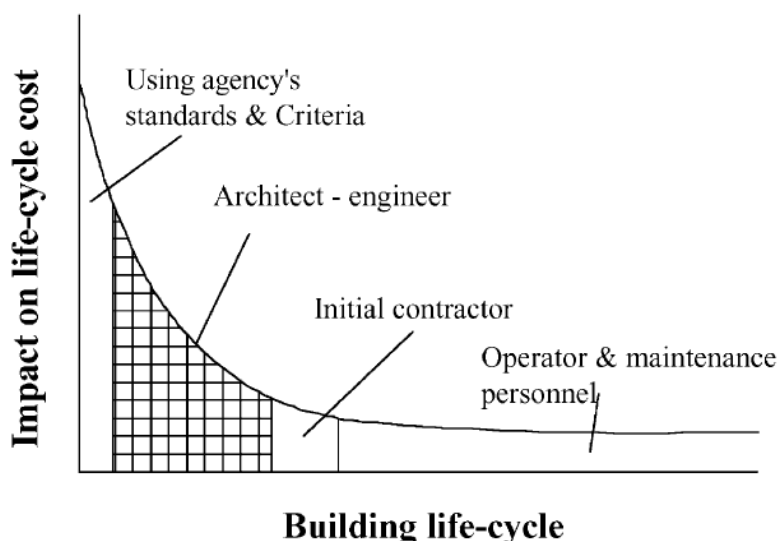 Impact on life-cycle cost
Using agency's
standards & Criteria
Architect - engineer
Initial contractor
Operator & maintenance
personnel
Building life-cycle